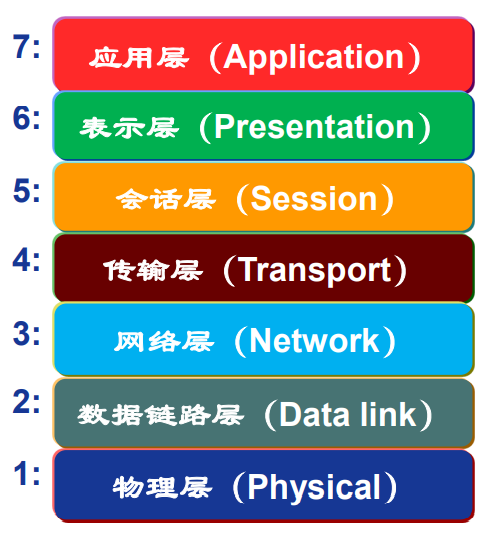 7: 应用层（Application）
6: 表示层（Presentation）
5: 会话层（Session）
4: 传输层（Transport）
3: 网络层（Network）
2: 数据链路层（Data link）
1: 物理层（Physical）